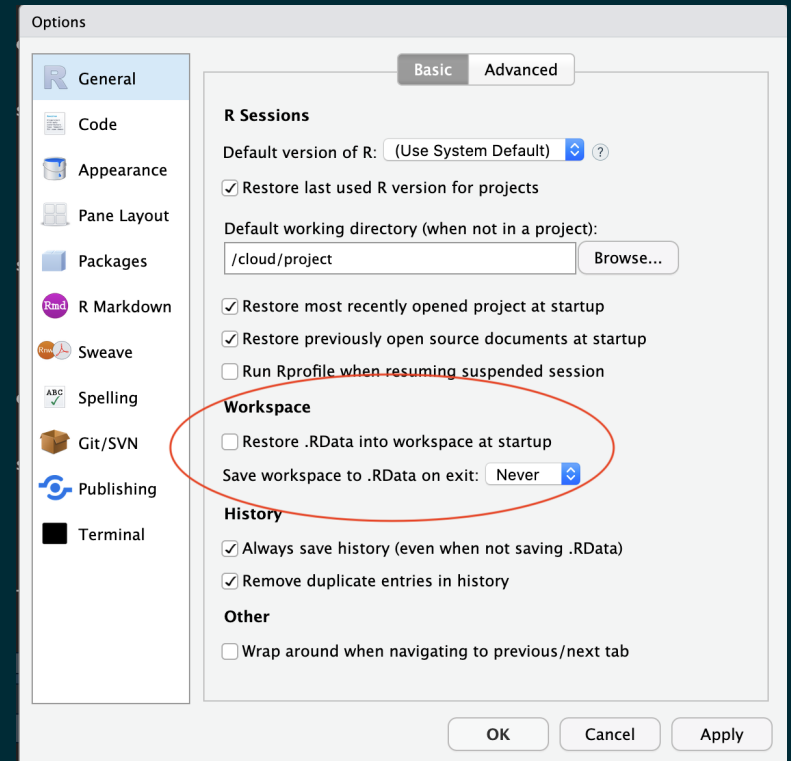 Options
General
Code
Appearance
Pane Layout
Packages
Rmd R Markdown
Rnw Sweave
ABC Spelling
Git/SVN
Publishing
Terminal
Basic Advanced
R Sessions
Default version of R: (Use System Default) ?
Restore last used R version for projects
Default working directory (when not in a project):
/cloud/project Browse...
Restore most recently opened project at startup
Restore previously open source documents at startup
Run Rprofile when resuming suspended session
Workspace
Restore .RData into workspace at startup
Save workspace to .RData on exit: Never
History
Always save history (even when not saving .RData)
Remove duplicate entries in history
Other
Wrap around when navigating to previous/next tab
OK Cancel Apply